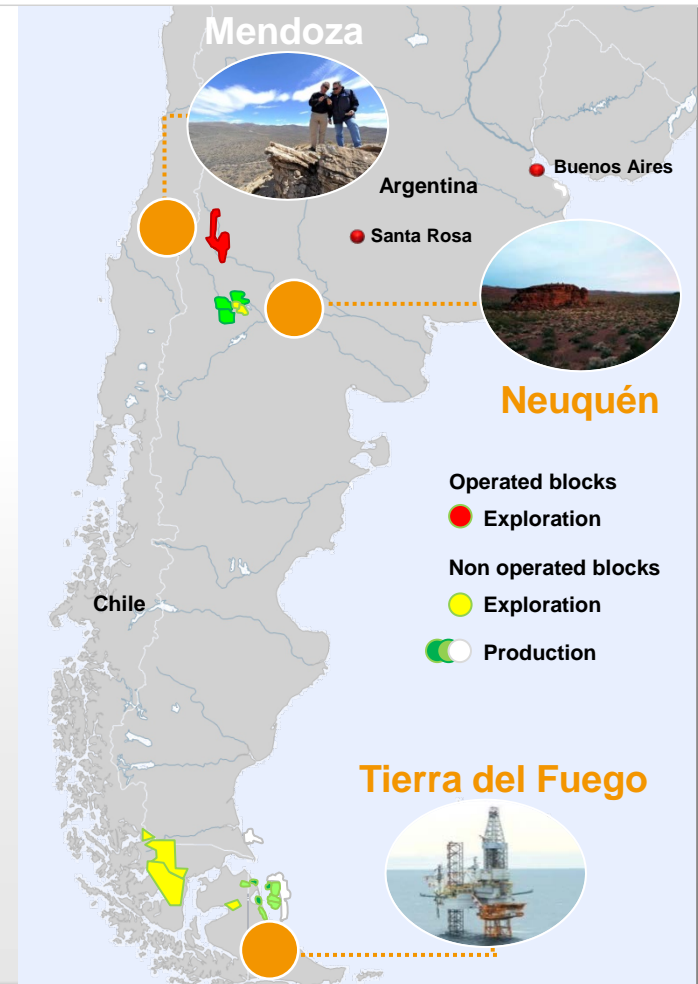 Mendoza
Buenos Aires
Argentina
Santa Rosa
Neuquén
Operated blocks
Exploration
Non operated blocks
Exploration
Chile
Production
Tierra del Fuego